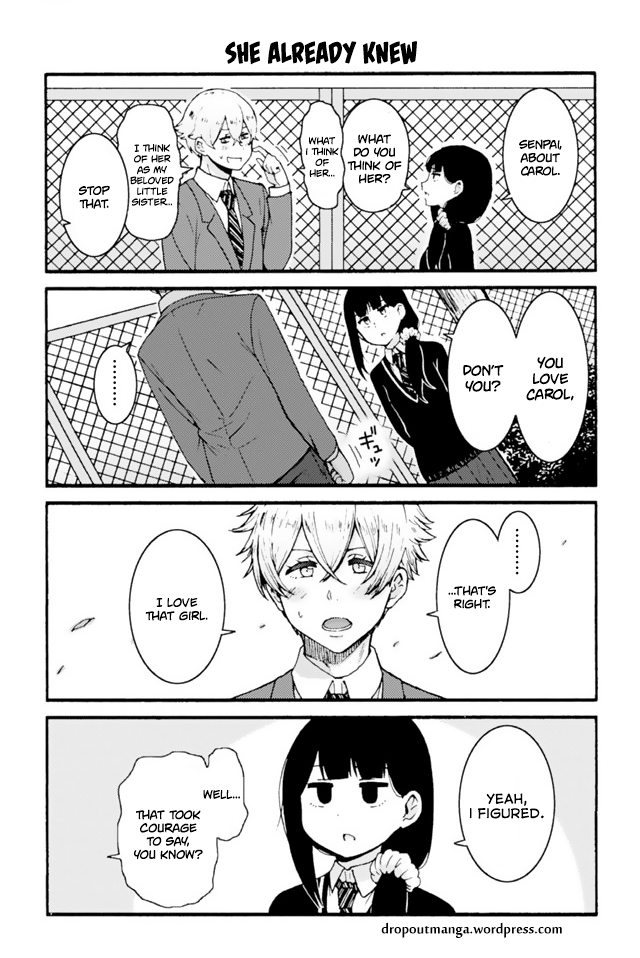 SHE ALREADY KNEW
SENPAI,
ABOUT
CAROL.
WHAT
DO YOU
THINK OF
HER?
WHAT
I THINK
OF
HER...
I THINK
OF HER
AS MY
BELOVED
LITTLE
SISTER...
STOP
THAT.
YOU
LOVE
CAROL,
DON'T
YOU?
ギュッ
.........
......
...THAT'S
RIGHT.
I LOVE
THAT GIRL.
YEAH,
I FIGURED.
WELL...
THAT TOOK
COURAGE
TO SAY,
YOU KNOW?
dropoutmanga.wordpress.com